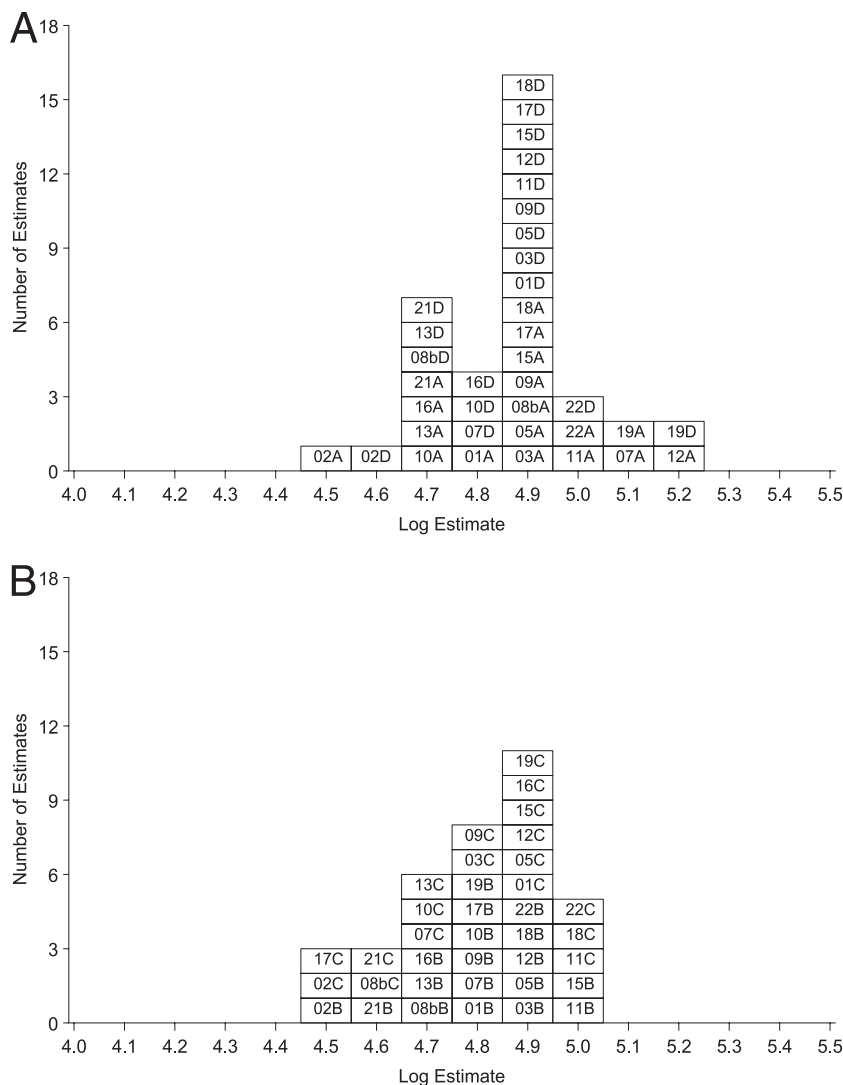 A
18
18D
17D
15
15D
12D
12
11D
09D
Number of Estimates
9
05D
03D
01D
21D
18A
6
13D
17A
08bD
15A
21A
16D
09A
3
16A
10D
08bA
22D
13A
07D
05A
22A
19A
19D
02A
02D
10A
01A
03A
11A
07A
12A
0
4.0 4.1 4.2 4.3 4.4 4.5 4.6 4.7 4.8 4.9 5.0 5.1 5.2 5.3 5.4 5.5
Log Estimate
B
18
15
12
19C
16C
Number of Estimates
9
15C
09C
12C
03C
05C
6
13C
19B
01C
10C
17B
22B
22C
07C
10B
18B
18C
3
17C
21C
16B
09B
12B
11C
02C
08bC
13B
07B
05B
15B
02B
21B
08bB
01B
03B
11B
0
4.0 4.1 4.2 4.3 4.4 4.5 4.6 4.7 4.8 4.9 5.0 5.1 5.2 5.3 5.4 5.5
Log Estimate